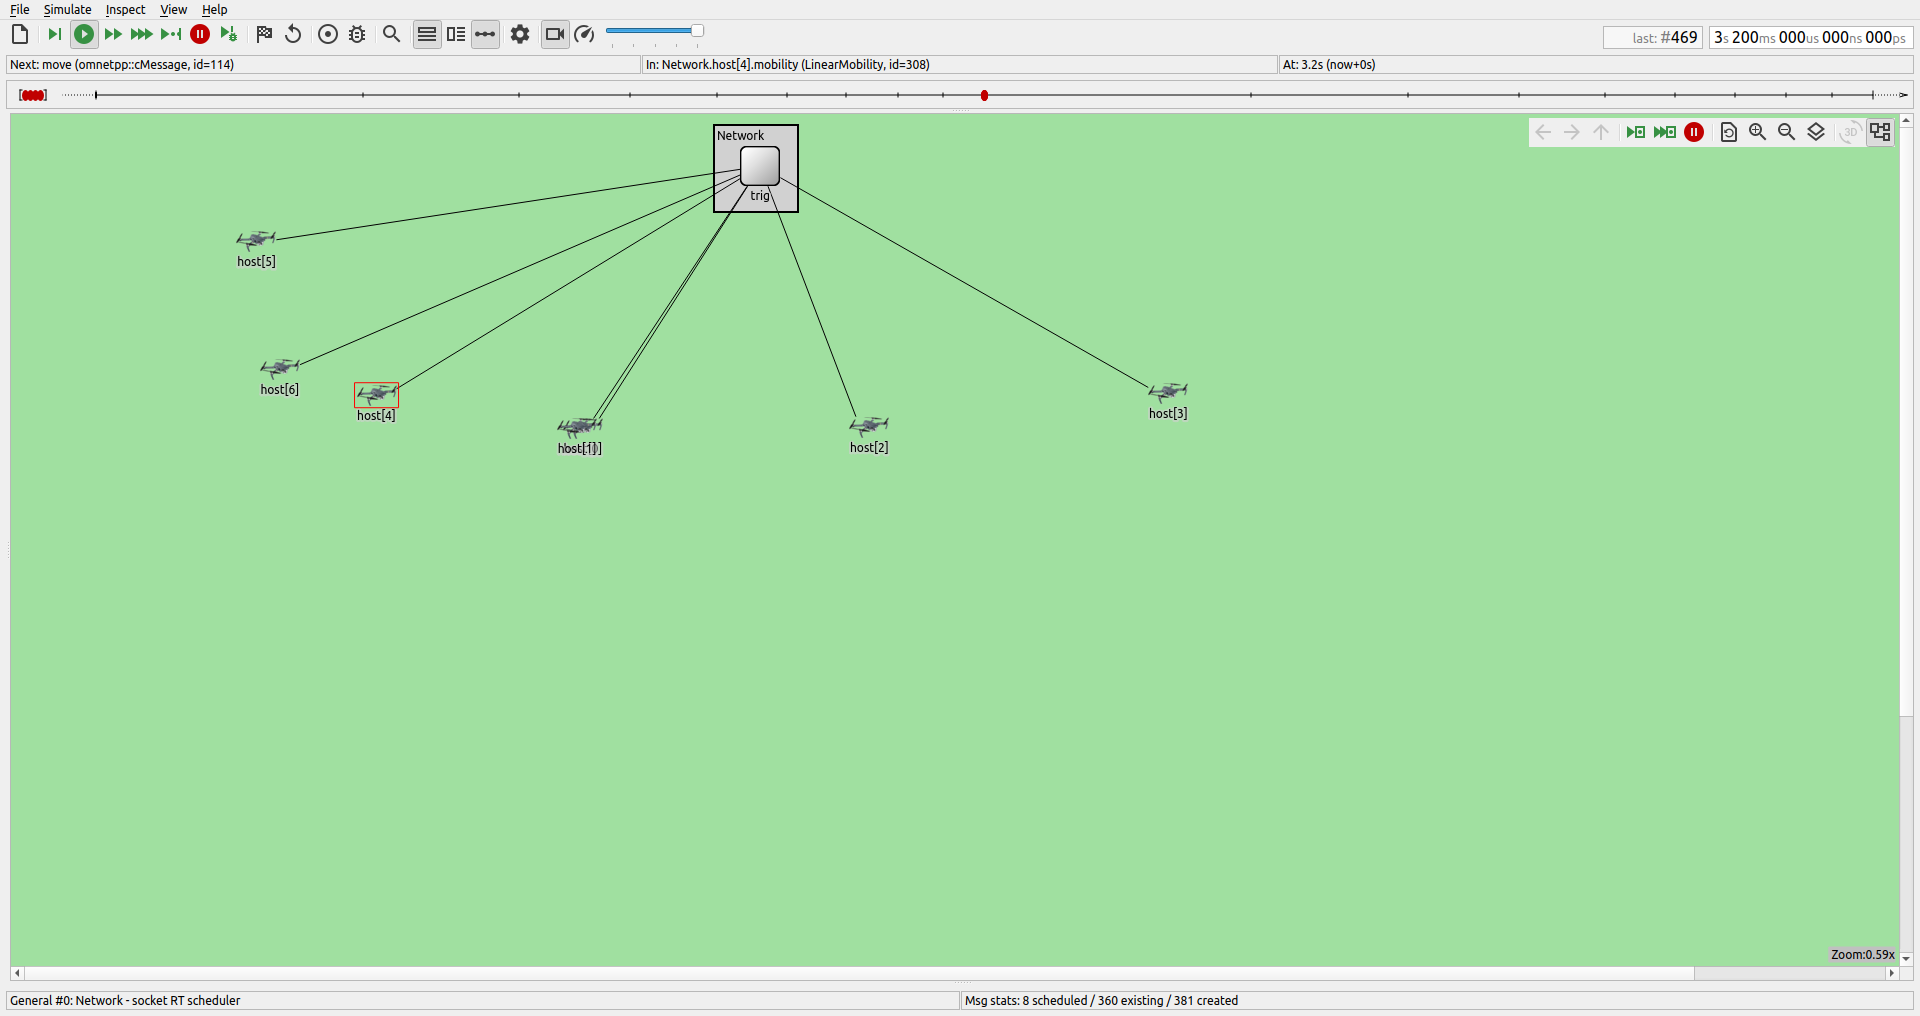 File Simulate Inspect View Help
last: #469 3s 200ms 000us 000ns 000ps
Next: move (omnetpp::cMessage, id=114) In: Network.host[4].mobility (LinearMobility, id=308) At: 3.2s (now+0s)
Network
3D
trig
host[5]
host[6]
host[4]
host[3]
host[1]
host[2]
Zoom:0.59x
General #0: Network - socket RT scheduler Msg stats: 8 scheduled / 360 existing / 381 created